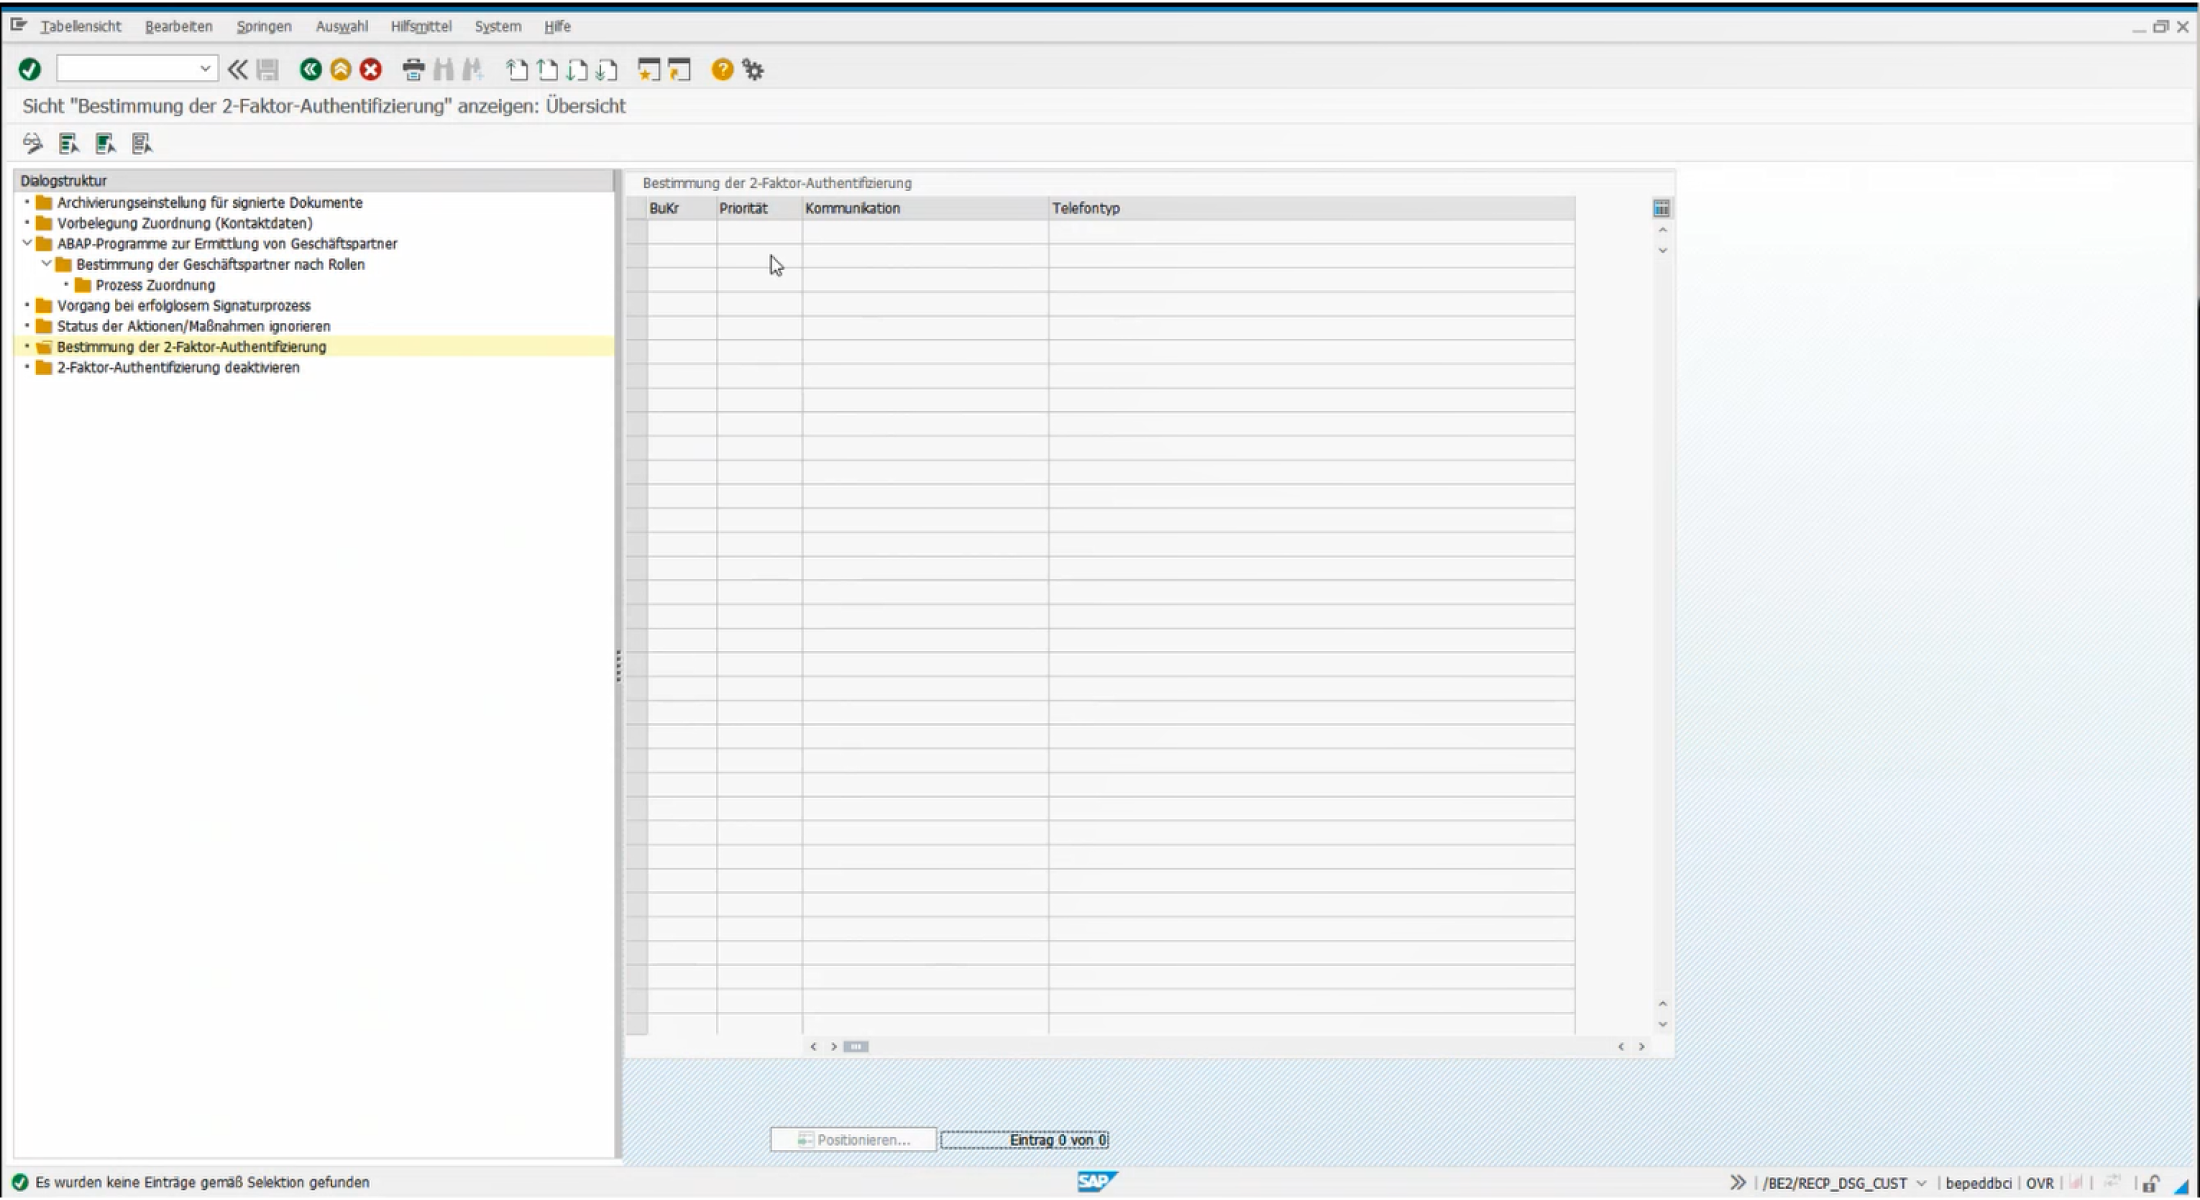 Tabellensicht Bearbeiten Springen Auswahl Hilfsmittel System Hilfe
Sicht "Bestimmung der 2-Faktor-Authentifizierung" anzeigen: Übersicht
Dialogstruktur
Archivierungseinstellung für signierte Dokumente
Vorbelegung Zuordnung (Kontaktdaten)
ABAP-Programme zur Ermittlung von Geschäftspartner
Bestimmung der Geschäftspartner nach Rollen
Prozess Zuordnung
Vorgang bei erfolglosem Signaturprozess
Status der Aktionen/Maßnahmen ignorieren
Bestimmung der 2-Faktor-Authentifizierung
2-Faktor-Authentifizierung deaktivieren
Bestimmung der 2-Faktor-Authentifizierung
BuKr Priorität Kommunikation Telefontyp
Positionieren... Eintrag 0 von 0
Es wurden keine Einträge gemäß Selektion gefunden
SAP
/BE2/RECP_DSG_CUST bepeddbci OVR